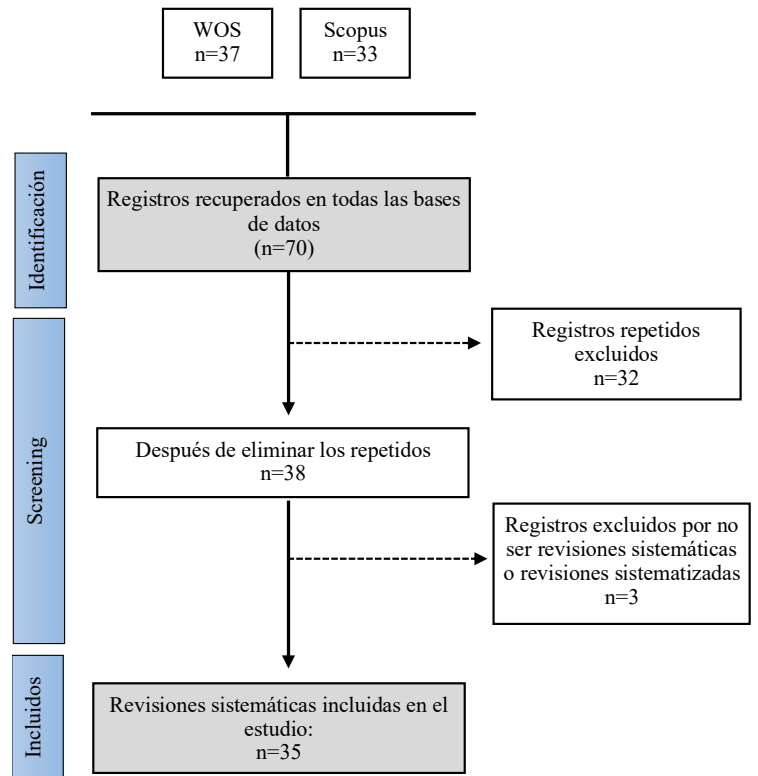 WOS
n=37
Scopus
n=33
Identificación
Registros recuperados en todas las bases
de datos
(n=70)
Screening
Registros repetidos
excluidos
n=32
Después de eliminar los repetidos
n=38
Registros excluidos por no
ser revisiones sistemáticas
o revisiones sistematizadas
n=3
Incluidos
Revisiones sistemáticas incluidas en el
estudio:
n=35